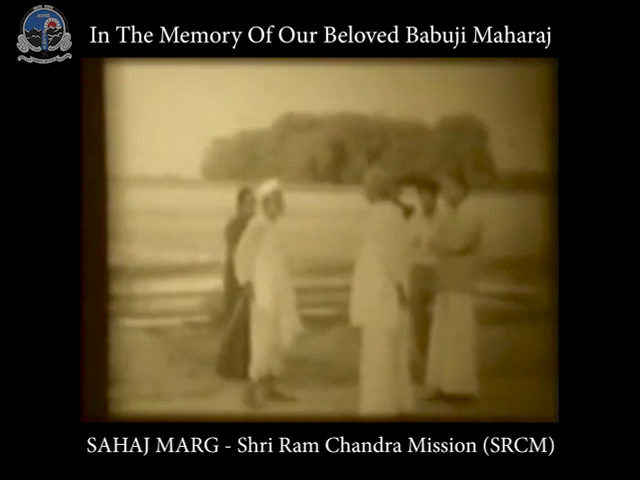 In The Memory Of Our Beloved Babuji Maharaj
SAHAJ MARG - Shri Ram Chandra Mission (SRCM)